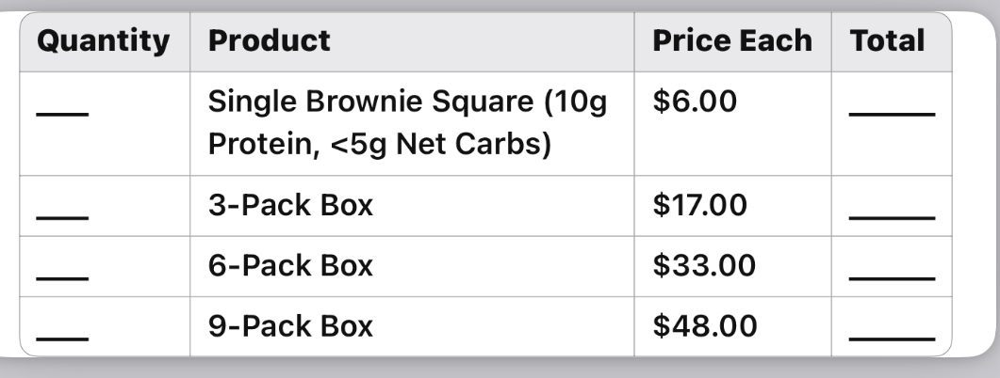 Quantity Product Price Each Total
___ Single Brownie Square (10g $6.00 _____
Protein, <5g Net Carbs)
___ 3-Pack Box $17.00 _____
___ 6-Pack Box $33.00 _____
___ 9-Pack Box $48.00 _____